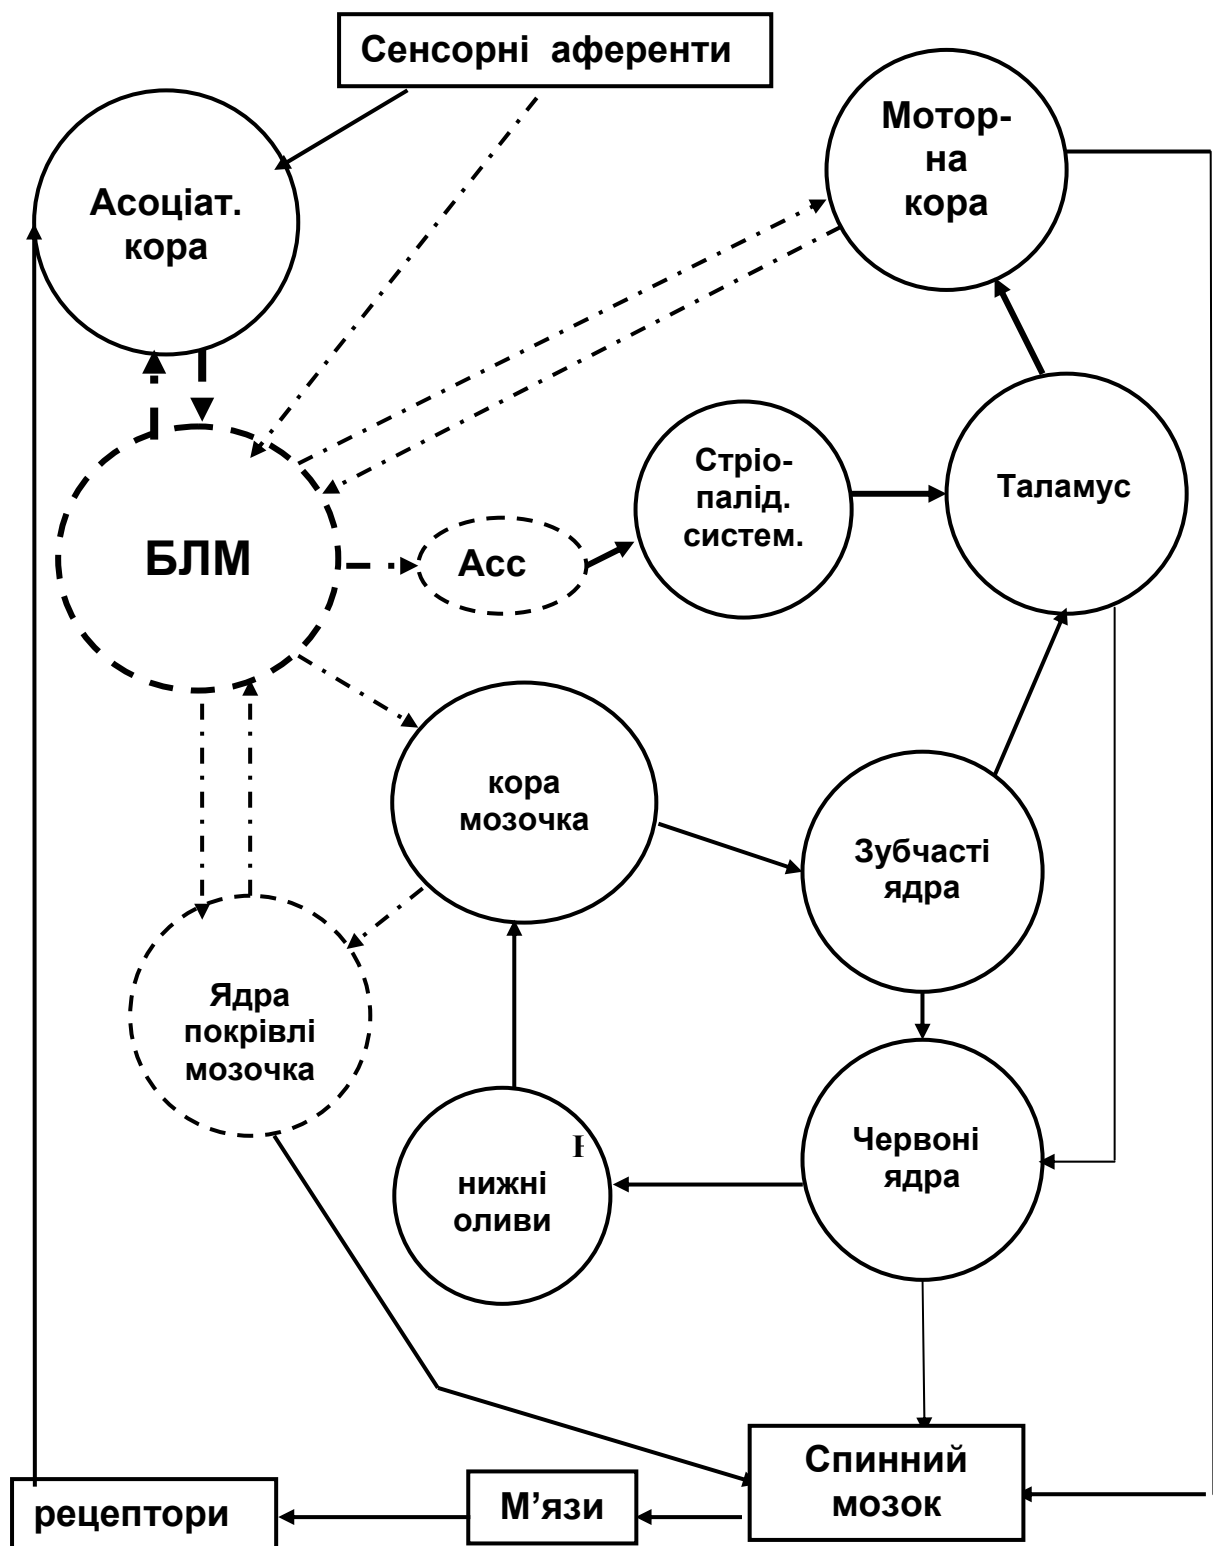 Сенсорні аференти
Мотор-
на
кора
Асоціат.
кора
Стріо-
палід.
систем.
Таламус
БЛМ
Асс
кора
мозочка
Зубчасті
ядра
Ядра
покрівлі
мозочка
Червоні
ядра
нижні
оливи
Спинний
мозок
М’язи
рецептори